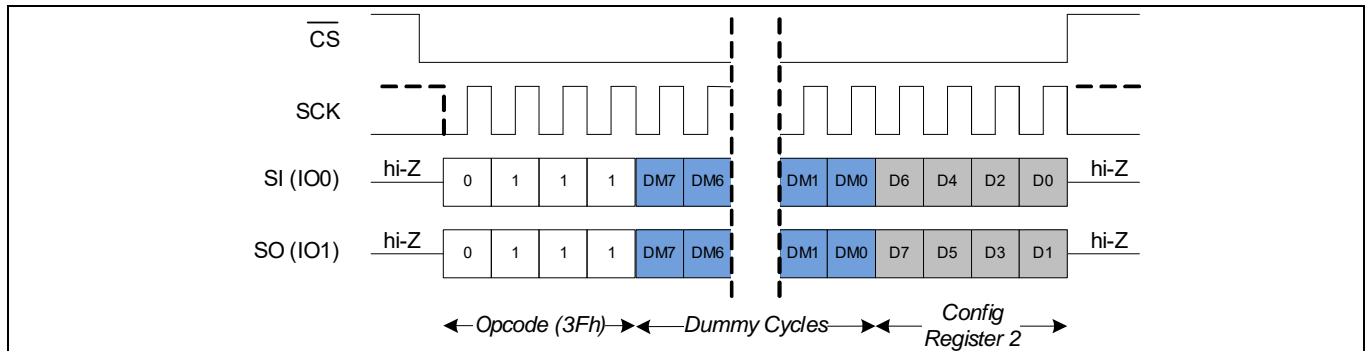 CS
SCK
SI (IO0) hi-Z 0 1 1 1 DM7 DM6 DM1 DM0 D6 D4 D2 D0 hi-Z
SO (IO1) hi-Z 0 1 1 1 DM7 DM6 DM1 DM0 D7 D5 D3 D1 hi-Z
Opcode (3Fh) Dummy Cycles Config
Register 2